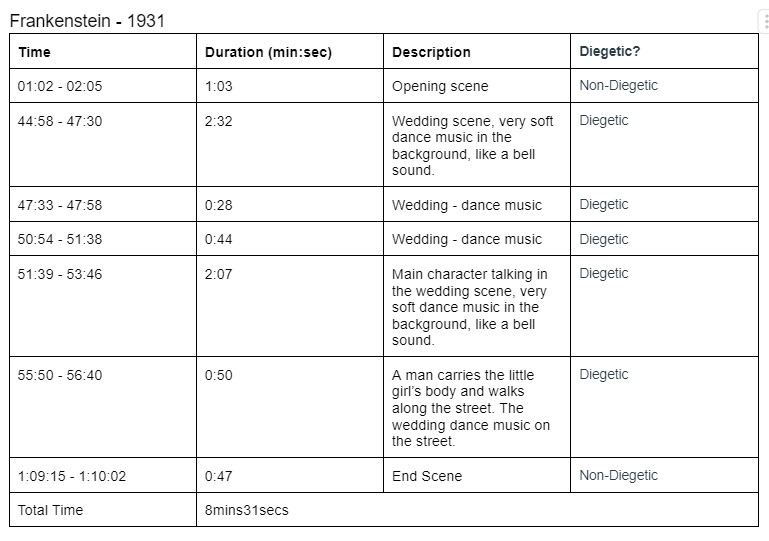 Frankenstein - 1931
Time Duration (min:sec) Description Diegetic?
01:02 - 02:05 1:03 Opening scene Non-Diegetic
44:58 - 47:30 2:32 Wedding scene, very soft Diegetic
dance music in the
background, like a bell
sound.
47:33 - 47:58 0:28 Wedding - dance music Diegetic
50:54 - 51:38 0:44 Wedding - dance music Diegetic
51:39 - 53:46 2:07 Main character talking in Diegetic
the wedding scene, very
soft dance music in the
background, like a bell
sound.
55:50 - 56:40 0:50 A man carries the little Diegetic
girl's body and walks
along the street. The
wedding dance music on
the street.
1:09:15 - 1:10:02 0:47 End Scene Non-Diegetic
Total Time 8mins31secs